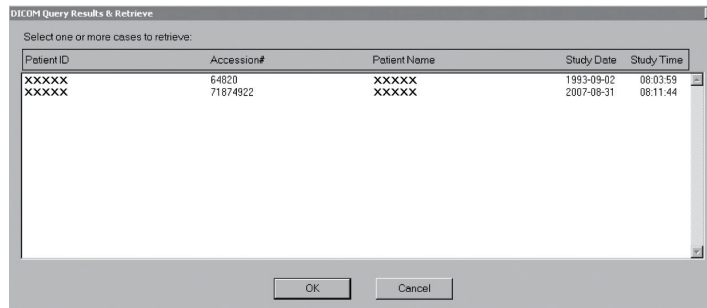 DICOM Query Results & Retrieve
Select one or more cases to retrieve:
Patient ID Accession# Patient Name Study Date Study Time
XXXXX 64820 XXXXX 1993-09-02 08:03:59
XXXXX 71874922 XXXXX 2007-08-31 08:11:44
OK Cancel